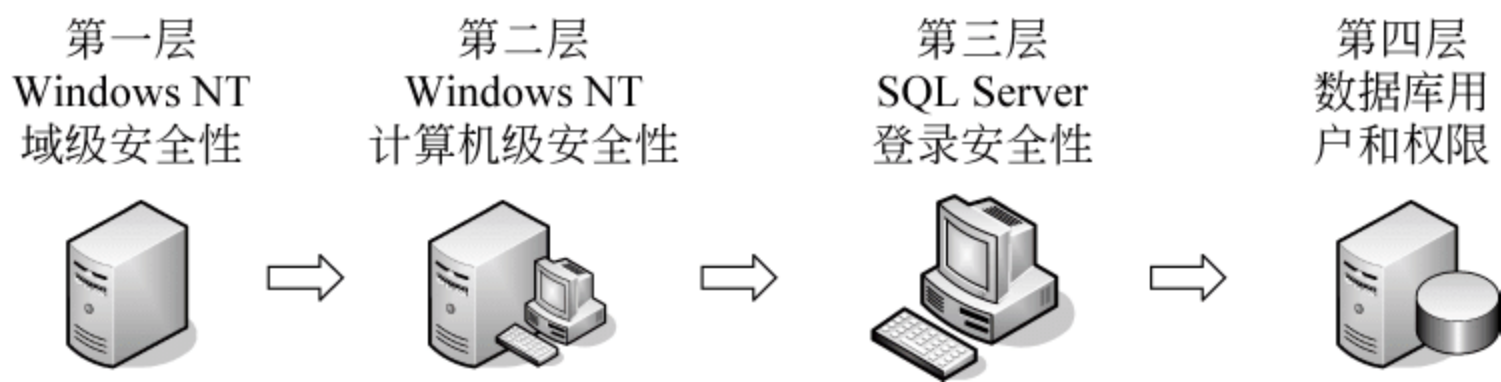 第一层
Windows NT
域级安全性
第二层
Windows NT
计算机级安全性
第三层
SQL Server
登录安全性
第四层
数据库用
户和权限